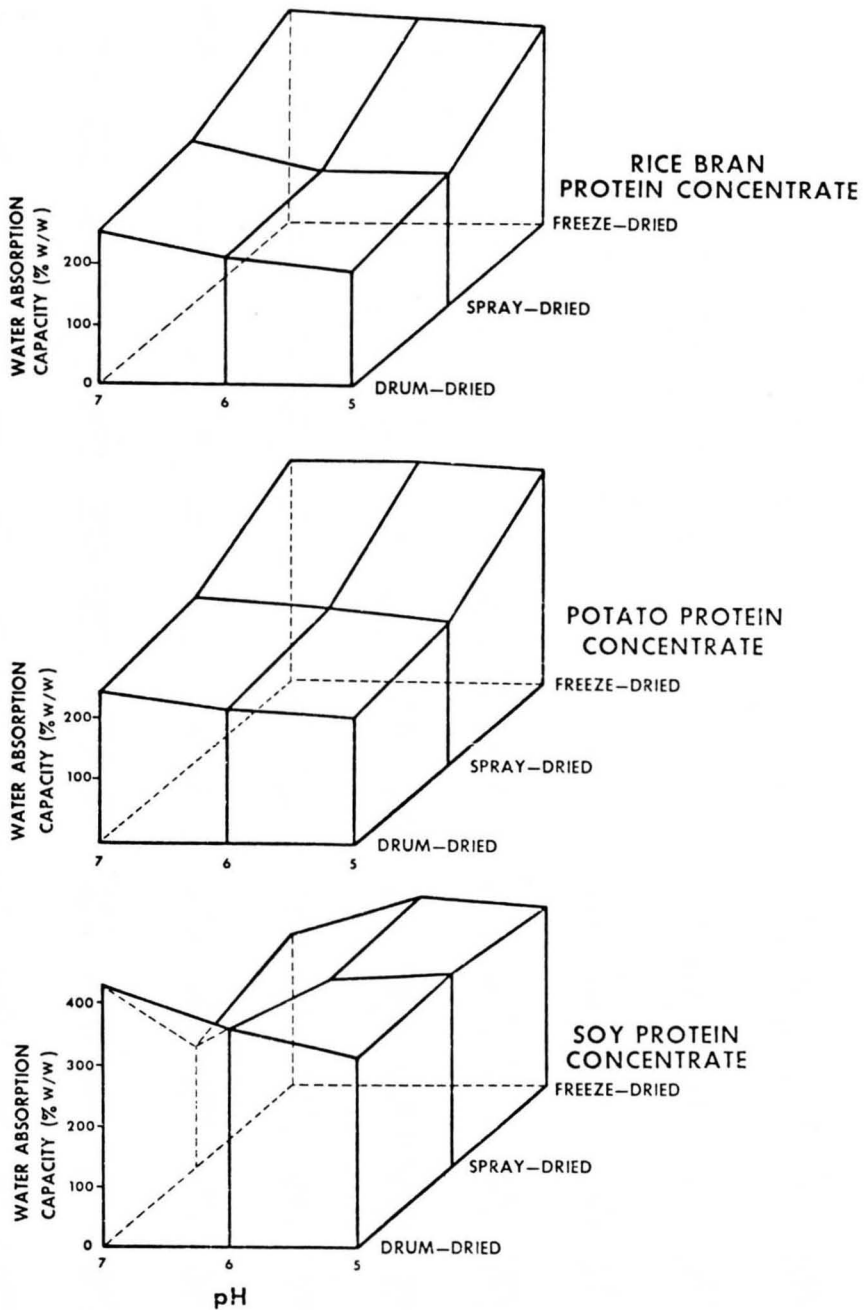 RICE BRAN
PROTEIN CONCENTRATE
WATER ABSORPTION
CAPACITY (% w/w)
200
100
0
7
6
5
FREEZE—DRIED
SPRAY—DRIED
DRUM—DRIED
POTATO PROTEIN
CONCENTRATE
WATER ABSORPTION
CAPACITY (% w/w)
200
100
7
6
5
FREEZE—DRIED
SPRAY—DRIED
DRUM—DRIED
SOY PROTEIN
CONCENTRATE
WATER ABSORPTION
CAPACITY (% w/w)
400
300
200
100
0
7
6
5
FREEZE—DRIED
SPRAY—DRIED
DRUM—DRIED
pH